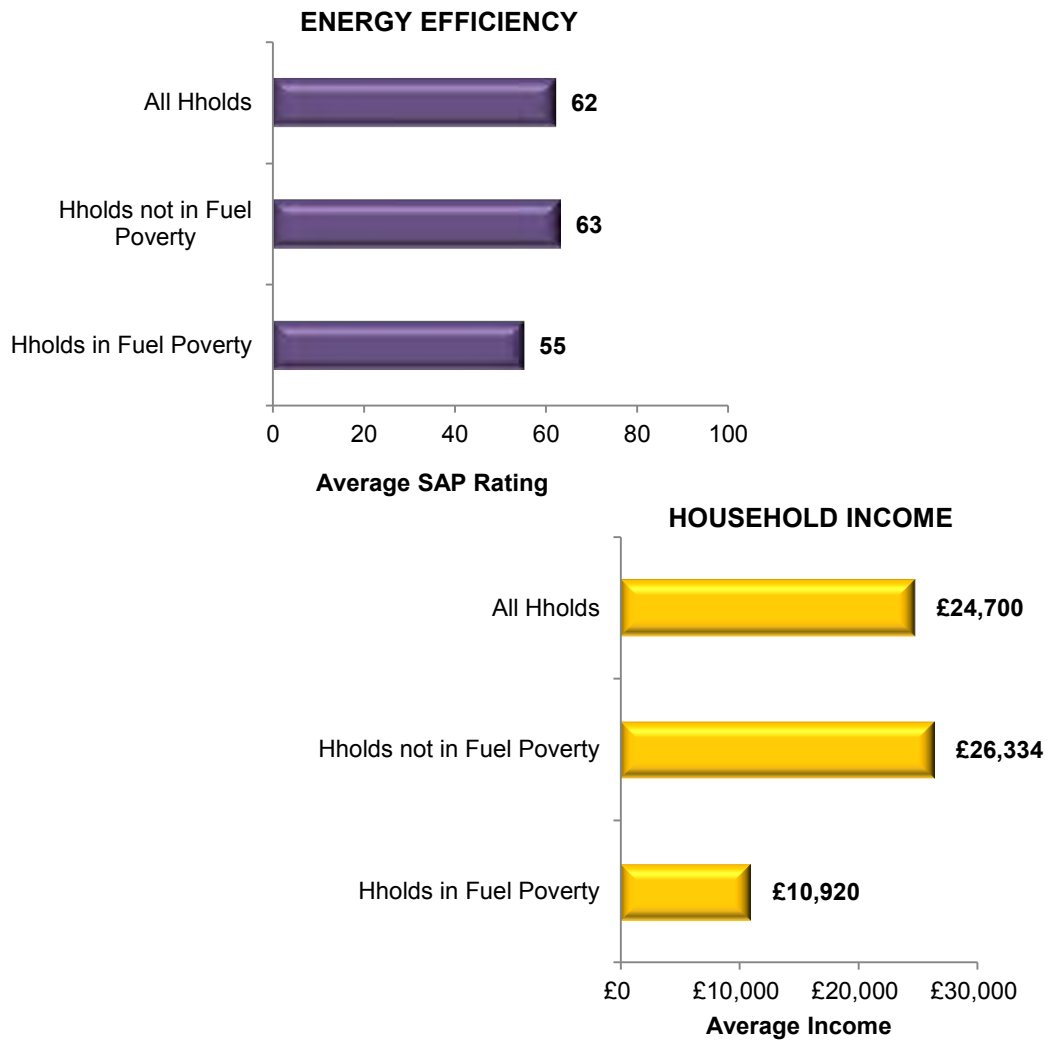 ENERGY EFFICIENCY
All Hholds
62
Hholds not in Fuel
Poverty
63
Hholds in Fuel Poverty
55
0 20 40 60 80 100
Average SAP Rating
HOUSEHOLD INCOME
All Hholds
£24,700
Hholds not in Fuel Poverty
£26,334
Hholds in Fuel Poverty
£10,920
£0 £10,000 £20,000 £30,000
Average Income